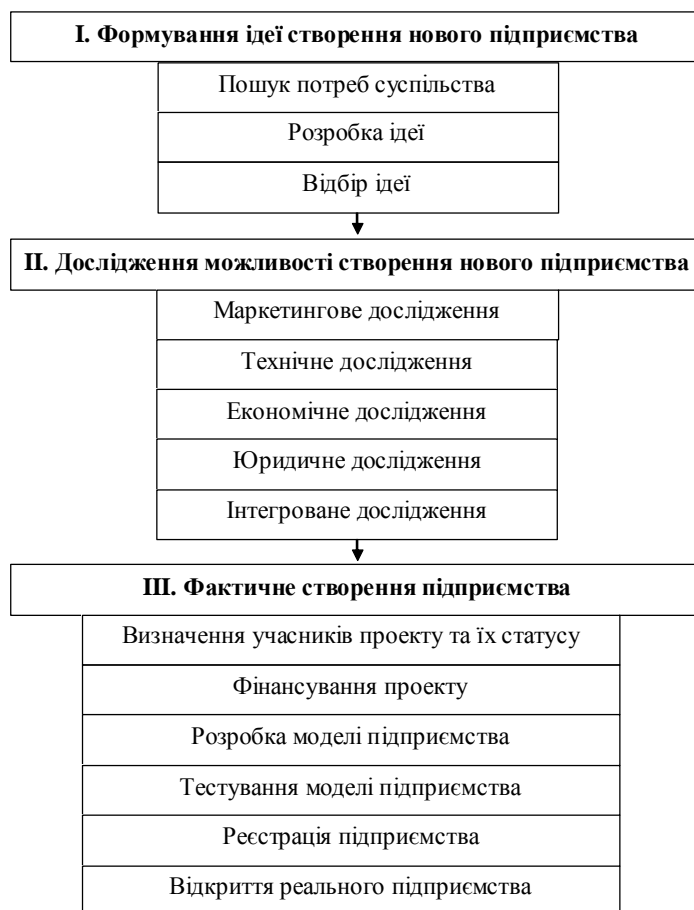 I. Формування ідеї створення нового підприємства
Пошук потреб суспільства
Розробка ідеї
Відбір ідеї
II. Дослідження можливості створення нового підприємства
Маркетингове дослідження
Технічне дослідження
Економічне дослідження
Юридичне дослідження
Інтегроване дослідження
III. Фактичне створення підприємства
Визначення учасників проекту та їх статусу
Фінансування проекту
Розробка моделі підприємства
Тестування моделі підприємства
Реєстрація підприємства
Відкриття реального підприємства